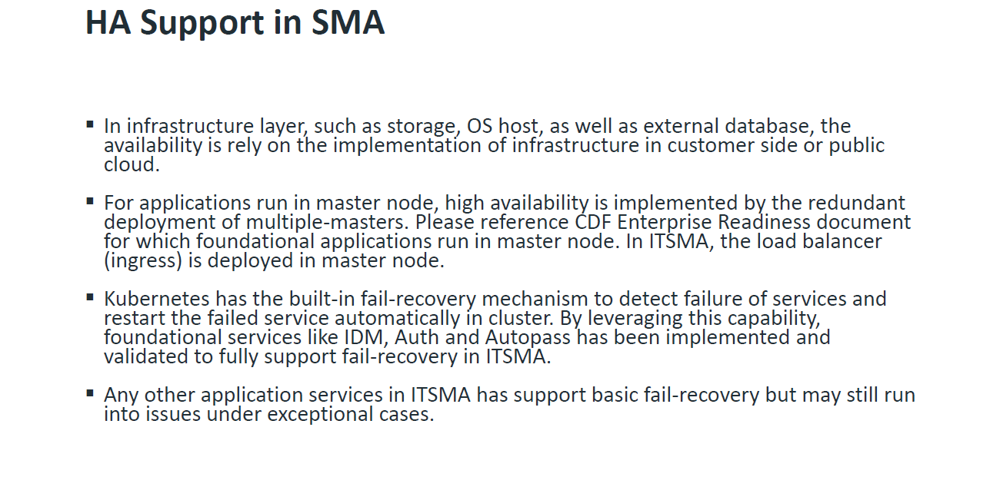 HA Support in SMA
▪ In infrastructure layer, such as storage, OS host, as well as external database, the
availability is rely on the implementation of infrastructure in customer side or public
cloud.
▪ For applications run in master node, high availability is implemented by the redundant
deployment of multiple-masters. Please reference CDF Enterprise Readiness document
for which foundational applications run in master node. In ITSMA, the load balancer
(ingress) is deployed in master node.
▪ Kubernetes has the built-in fail-recovery mechanism to detect failure of services and
restart the failed service automatically in cluster. By leveraging this capability,
foundational services like IDM, Auth and Autopass has been implemented and
validated to fully support fail-recovery in ITSMA.
▪ Any other application services in ITSMA has support basic fail-recovery but may still run
into issues under exceptional cases.